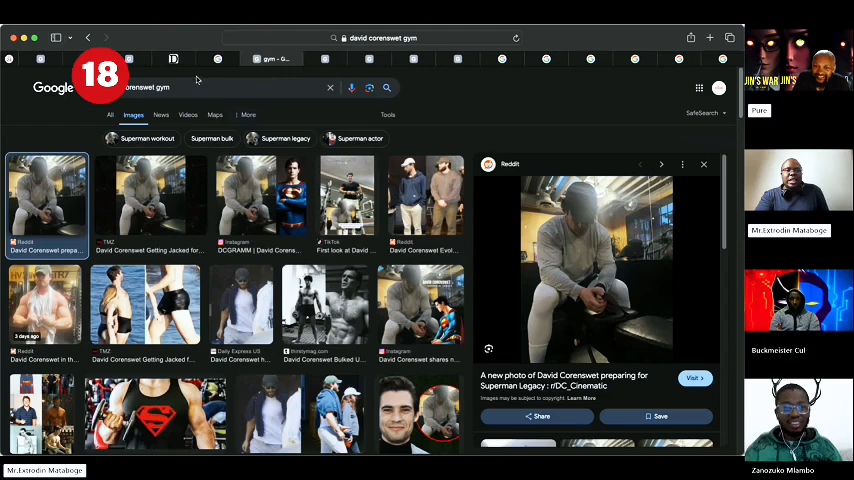 david corenswet gym
gym - G...
18
Google
corenswet gym
All
Images
News
Videos
Maps
More
Tools
SafeSearch
Superman workout
Superman bulk
Superman legacy
Superman actor
Reddit
David Corenswet prepa...
TMZ
David Corenswet Getting Jacked for...
Instagram
DCGRAMM | David Corens...
TikTok
First look at David ...
Reddit
David Corenswet Evol...
3 days ago
Reddit
David Corenswet in th...
TMZ
David Corenswet Getting Jacked f...
Daily Express US
David Corenswet h...
thirstymag.com
David Corenswet Bulked U...
Instagram
David Corenswet shares n...
Reddit
A new photo of David Corenswet preparing for
Superman Legacy : r/DC_Cinematic
Images may be subject to copyright. Learn More
Visit
Share
Save
JIN'S WAR
JIN'S
Pure
Mr.Extrodin Mataboge
Buckmeister Cul
Zanozuko Mlambo
Mr.Extrodin Mataboge